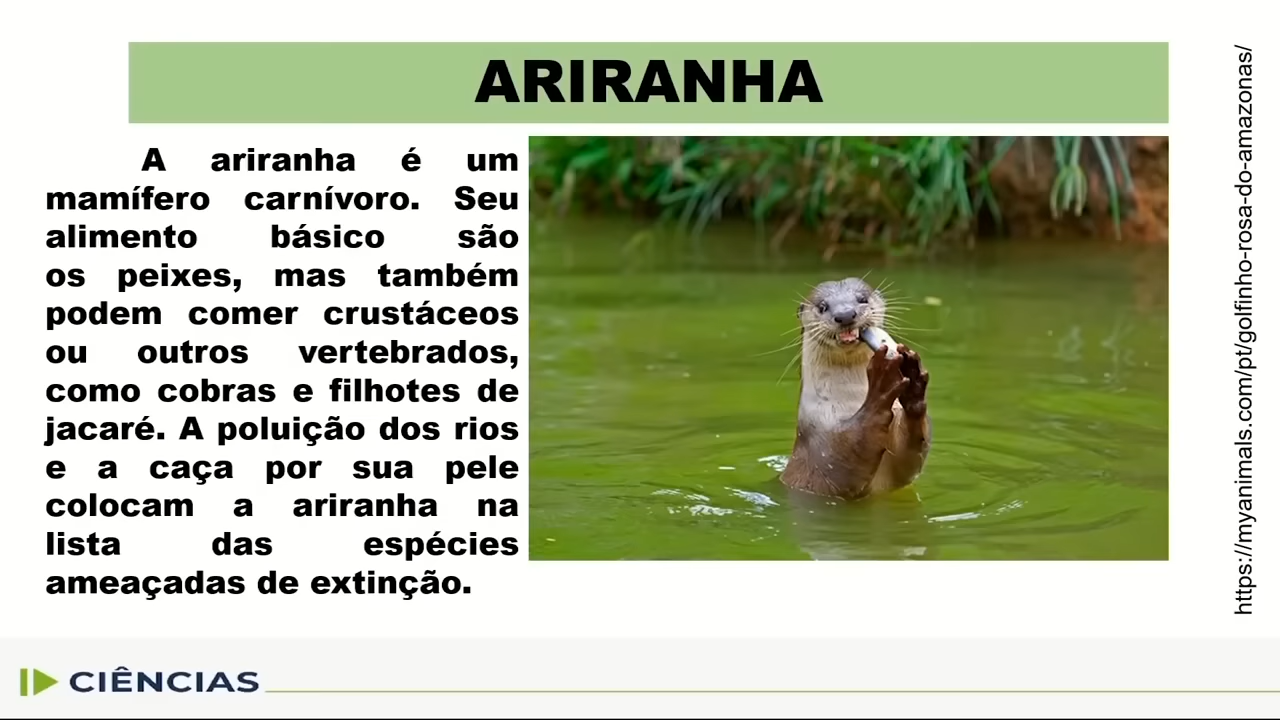 ARIRANHA
A ariranha é um
mamífero carnívoro. Seu
alimento básico são
os peixes, mas também
podem comer crustáceos
ou outros vertebrados,
como cobras e filhotes de
jacaré. A poluição dos rios
e a caça por sua pele
colocam a ariranha na
lista das espécies
ameaçadas de extinção.
https://myanimals.com/pt/golfinho-rosa-do-amazonas/
CIÊNCIAS